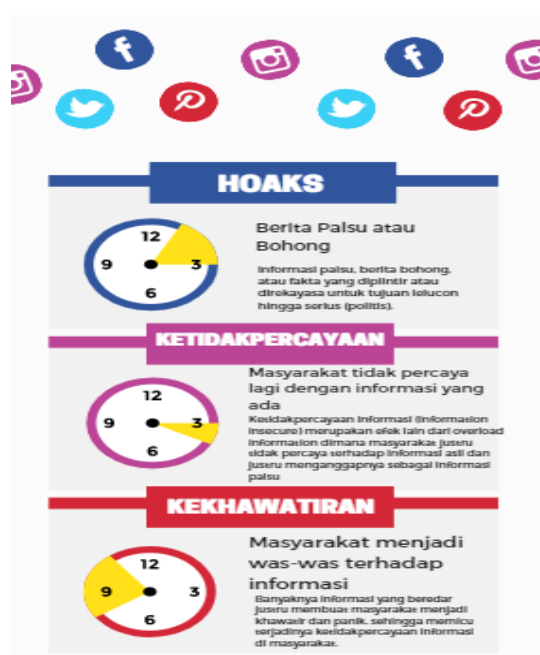 HOAKS
12
9 3
6
Berita Palsu atau
Bohong
Informasi palsu, berita bohong,
atau fakta yang diplintir atau
direkayasa untuk tujuan lelucon
hingga serius (politis).
KETIDAKPERCAYAAN
12
9 3
6
Masyarakat tidak percaya
lagi dengan informasi yang
ada
Ketidakpercayaan informasi (information
insecure) merupakan efek lain dari overload
information dimana masyarakat justru
tidak percaya terhadap informasi asli dan
justru menganggapnya sebagai informasi
palsu
KEKHAWATIRAN
12
9 3
6
Masyarakat menjadi
was-was terhadap
informasi
Banyaknya informasi yang beredar
justru membuat masyarakat menjadi
khawatir dan panik, sehingga memicu
terjadinya ketidakpercayaan informasi
di masyarakat.